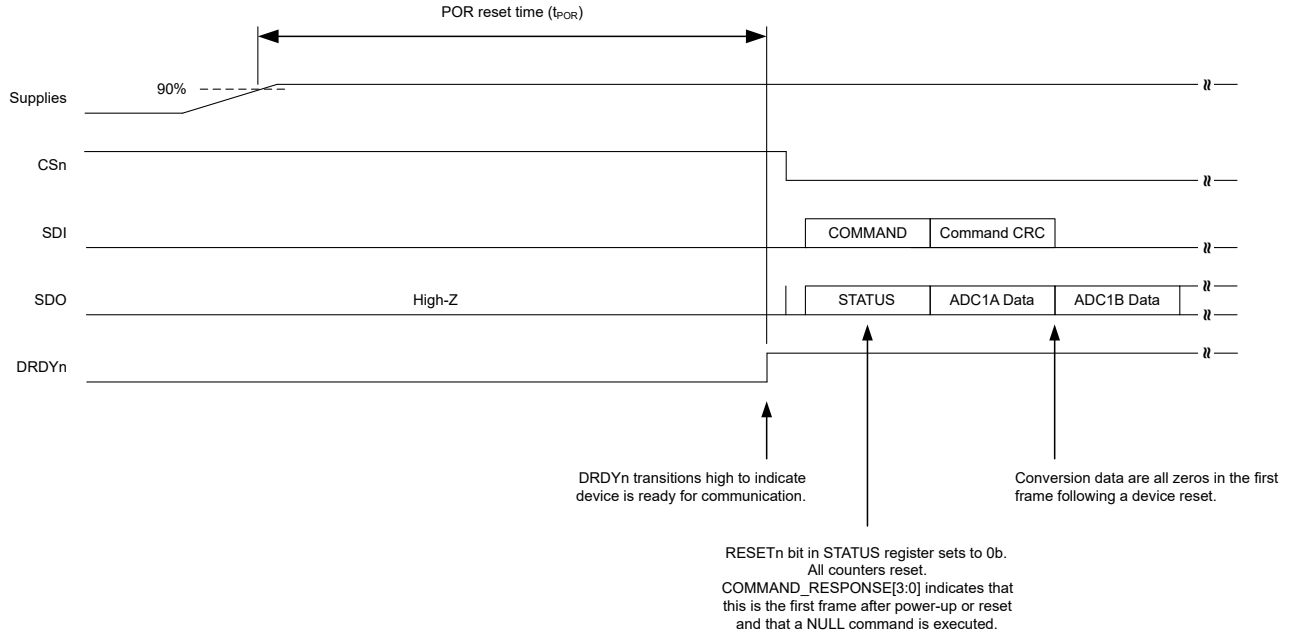 POR reset time (tPOR)
90%
Supplies
CSn
SDI
COMMAND
Command CRC
SDO
High-Z
STATUS
ADC1A Data
ADC1B Data
DRDYn
DRDYn transitions high to indicate
device is ready for communication.
Conversion data are all zeros in the first
frame following a device reset.
RESETn bit in STATUS register sets to 0b.
All counters reset.
COMMAND_RESPONSE[3:0] indicates that
this is the first frame after power-up or reset
and that a NULL command is executed.